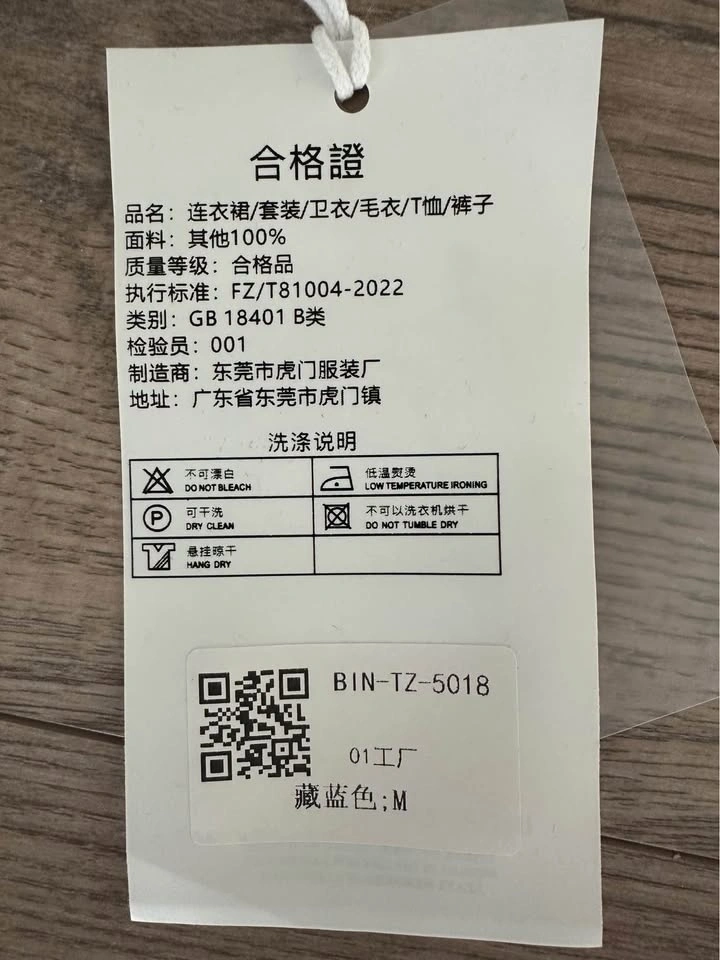 合格證
品名：连衣裙/套装/卫衣/毛衣/T恤/裤子
面料：其他100%
质量等级：合格品
执行标准：FZ/T81004-2022
类别：GB 18401 B类
检验员：001
制造商：东莞市虎门服装厂
地址：广东省东莞市虎门镇
洗涤说明
不可漂白
DO NOT BLEACH
低温熨烫
LOW TEMPERATURE IRONING
P
可干洗
DRY CLEAN
不可以洗衣机烘干
DO NOT TUMBLE DRY
悬挂晾干
HANG DRY
BIN-TZ-5018
01工厂
藏蓝色;M